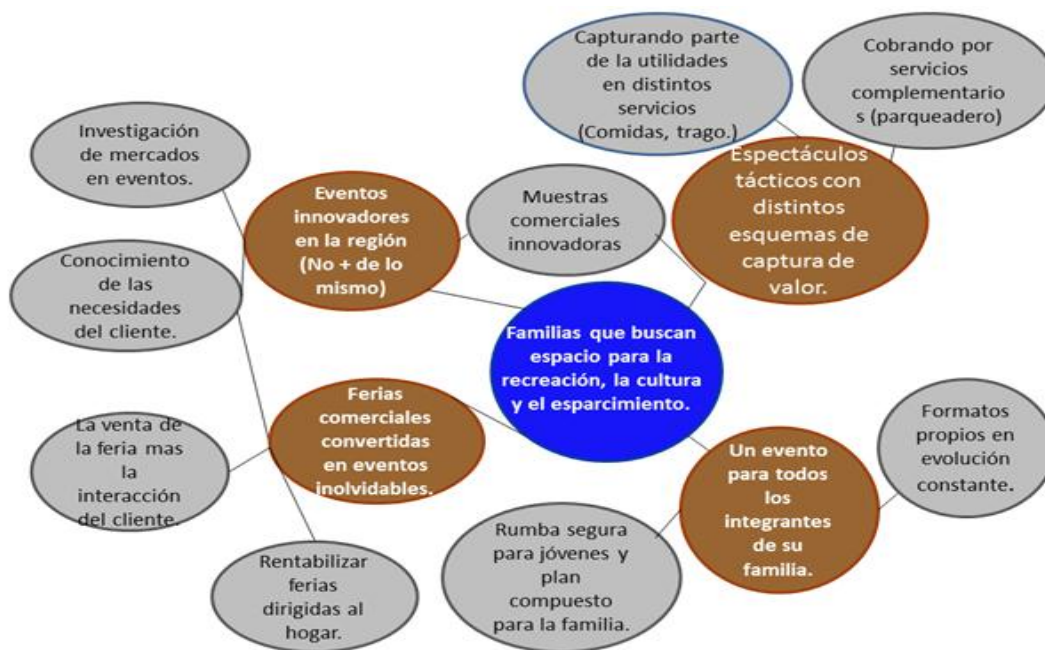 Capturando parte
de la utilidades
en distintos
servicios
(Comidas, trago.)
Cobrando por
servicios
complementario
s (parqueadero)
Investigación
de mercados
en eventos.
Eventos
innovadores
en la región
(No + de lo
mismo)
Muestras
comerciales
innovadoras
Espectáculos
tácticos con
distintos
esquemas de
captura de
valor.
Conocimiento
de las
necesidades
del cliente.
Familias que buscan
espacio para la
recreación, la cultura
y el esparcimiento.
Ferias
comerciales
convertidas
en eventos
inolvidables.
La venta de
la feria mas
la
interacción
del cliente.
Formatos
propios en
evolución
constante.
Un evento
para todos
los
integrantes
de su
familia.
Rumba segura
para jóvenes y
plan
compuesto
para la familia.
Rentabilizar
ferias
dirigidas al
hogar.